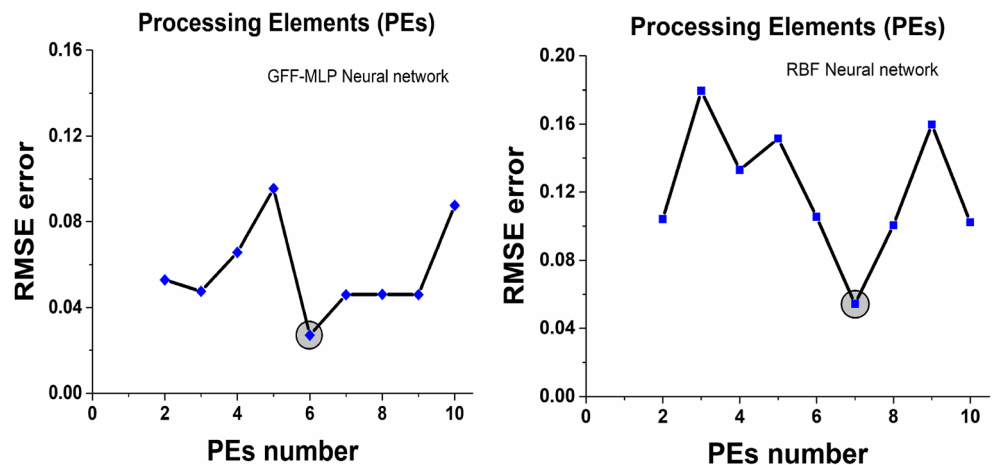 Processing Elements (PEs)
GFF-MLP Neural network
RMSE error
0.16
0.12
0.08
0.04
0.00
0 2 4 6 8 10
PEs number
Processing Elements (PEs)
RBF Neural network
RMSE error
0.20
0.16
0.12
0.08
0.04
0.00
0 2 4 6 8 10
PEs number